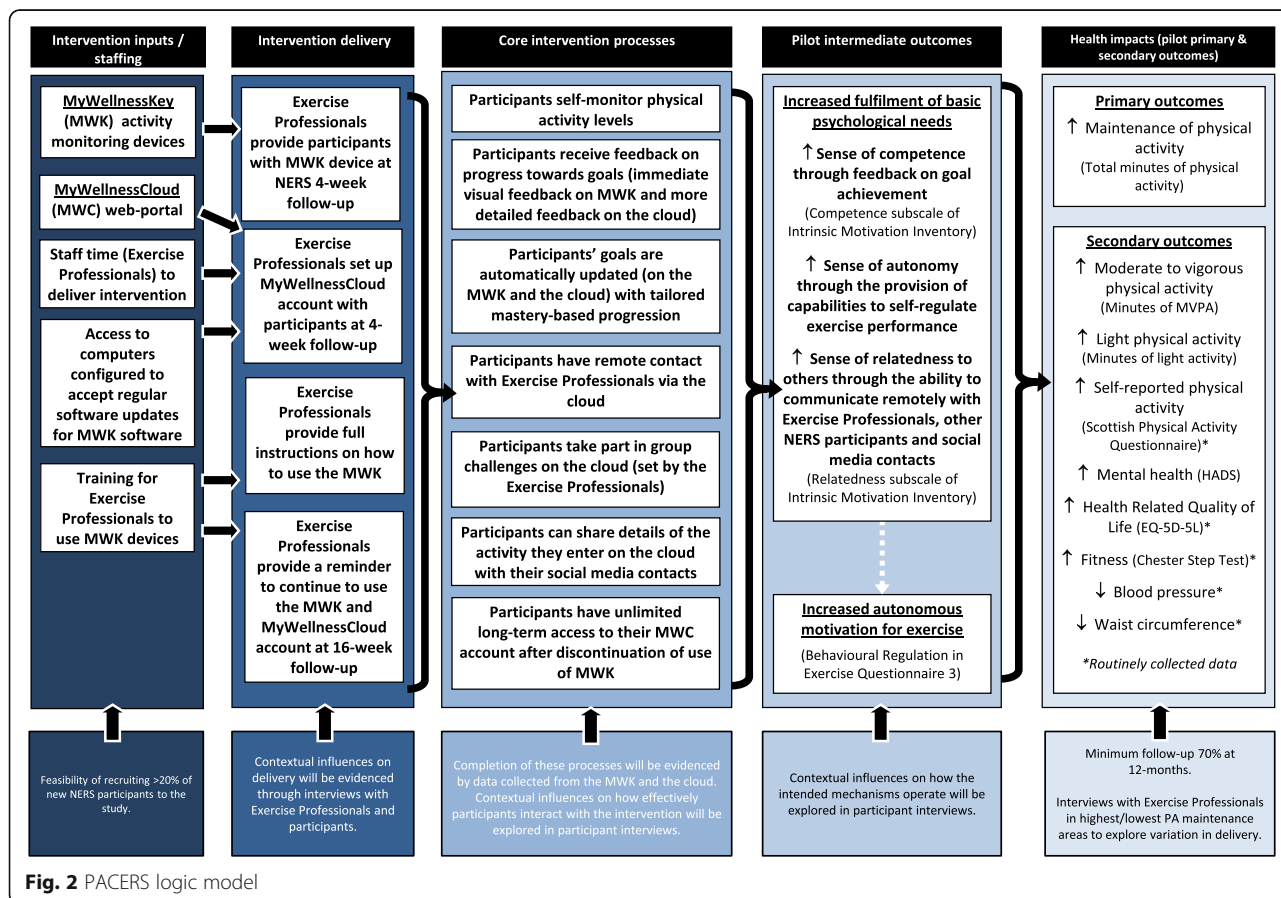 Intervention inputs /
staffing
MyWellnessKey
(MWK) activity
monitoring devices
MyWellnessCloud
(MWC) web-portal
Staff time (Exercise
Professionals) to
deliver intervention
Access to
computers
configured to
accept regular
software updates
for MWK software
Training for
Exercise
Professionals to
use MWK devices
Feasibility of recruiting >20% of
new NERS participants to the
study.
Intervention delivery
Exercise
Professionals
provide participants
with MWK device at
NERS 4-week
follow-up
Exercise
Professionals set up
MyWellnessCloud
account with
participants at 4-
week follow-up
Exercise
Professionals
provide full
instructions on how
to use the MWK
Exercise
Professionals
provide a reminder
to continue to use
the MWK and
MyWellnessCloud
account at 16-week
follow-up
Contextual influences on
delivery will be evidenced
through interviews with
Exercise Professionals and
participants.
Core intervention processes
Participants self-monitor physical
activity levels
Participants receive feedback on
progress towards goals (immediate
visual feedback on MWK and more
detailed feedback on the cloud)
Participants’ goals are
automatically updated (on the
MWK and the cloud) with tailored
mastery-based progression
Participants have remote contact
with Exercise Professionals via the
cloud
Participants take part in group
challenges on the cloud (set by the
Exercise Professionals)
Participants can share details of the
activity they enter on the cloud
with their social media contacts
Participants have unlimited
long-term access to their MWC
account after discontinuation of use
of MWK
Completion of these processes will be evidenced
by data collected from the MWK and the cloud.
Contextual influences on how effectively
participants interact with the intervention will be
explored in participant interviews.
Pilot intermediate outcomes
Increased fulfilment of basic
psychological needs
↑ Sense of competence
through feedback on goal
achievement
(Competence subscale of
Intrinsic Motivation Inventory)
↑ Sense of autonomy
through the provision of
capabilities to self-regulate
exercise performance
↑ Sense of relatedness to
others through the ability to
communicate remotely with
Exercise Professionals, other
NERS participants and social
media contacts
(Relatedness subscale of
Intrinsic Motivation Inventory)
Increased autonomous
motivation for exercise
(Behavioural Regulation in
Exercise Questionnaire 3)
Contextual influences on how the
intended mechanisms operate will be
explored in participant interviews.
Health impacts (pilot primary &
secondary outcomes)
Primary outcomes
↑ Maintenance of physical
activity
(Total minutes of physical
activity)
Secondary outcomes
↑ Moderate to vigorous
physical activity
(Minutes of MVPA)
↑ Light physical activity
(Minutes of light activity)
↑ Self-reported physical
activity
(Scottish Physical Activity
Questionnaire)*
↑ Mental health (HADS)
↑ Health Related Quality of
Life (EQ-5D-5L)*
↑ Fitness (Chester Step Test)*
↓ Blood pressure*
↓ Waist circumference*
*Routinely collected data
Minimum follow-up 70% at
12-months.
Interviews with Exercise Professionals
in highest/lowest PA maintenance
areas to explore variation in delivery.
Fig. 2 PACERS logic model